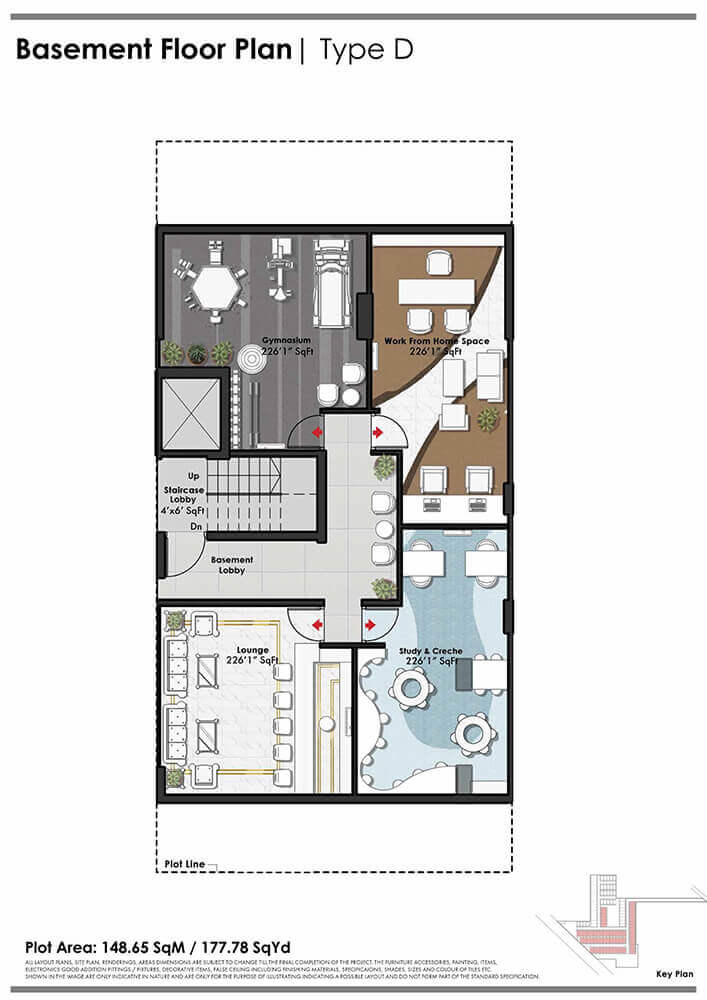 Basement Floor Plan| Type D
Gymnasium
226'1" SqFt
Work From Home Space
226'1" SqFt
Up
Staircase
Lobby
4'x6' SqFt
Dn
Basement
Lobby
Lounge
226'1" SqFt
Study & Creche
226'1" SqFt
Plot Line
Plot Area: 148.65 SqM / 177.78 SqYd
ALL LAYOUT PLANS, SITE PLAN, RENDERINGS, AREAS DIMENSIONS ARE SUBJECT TO CHANGE TILL THE FINAL COMPLETION OF THE PROJECT. THE FURNITURE ACCESSORIES, PAINTING, ITEMS,
ELECTRONICS GOOD ADDITION FITTINGS / FIXTURES, DECORATIVE ITEMS, FALSE CEILING INCLUDING FINISHING MATERIALS, SPECIFICAIONS, SHADES, SIZES AND COLOUR OF TILES ETC.
SHOWN IN THE IMAGE ARE ONLY INDICATIVE IN NATURE AND ARE ONLY FOR THE PURPOSE OF ILLUSTRATING INDICATING A POSSIBLE LAYOUT AND DO NOT FORM PART OF THE STANDARD SPECIFICATION.
Key Plan